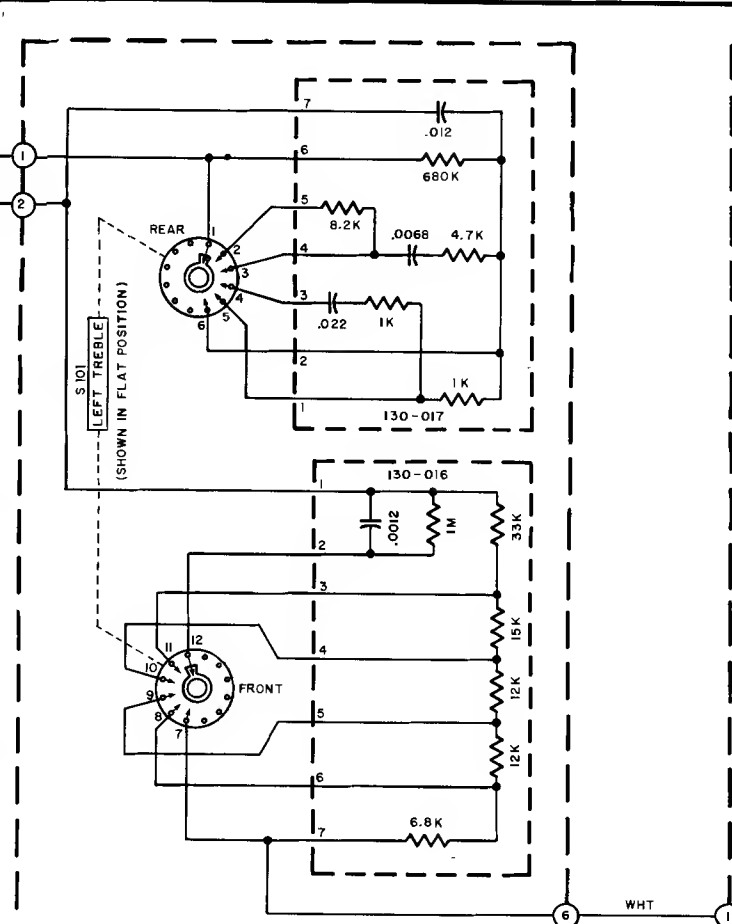 7
.012
1
6
680K
2
5
8.2K
.0068
4.7K
REAR
1
2
3
4
5
6
4
3
.022
1K
2
1K
1
130-017
S 101
LEFT TREBLE
(SHOWN IN FLAT POSITION)
130-016
1
.0012
1M
33K
2
3
15K
11
12
4
10
9
8
7
FRONT
12K
5
12K
6
6.8K
7
WHT
6
1